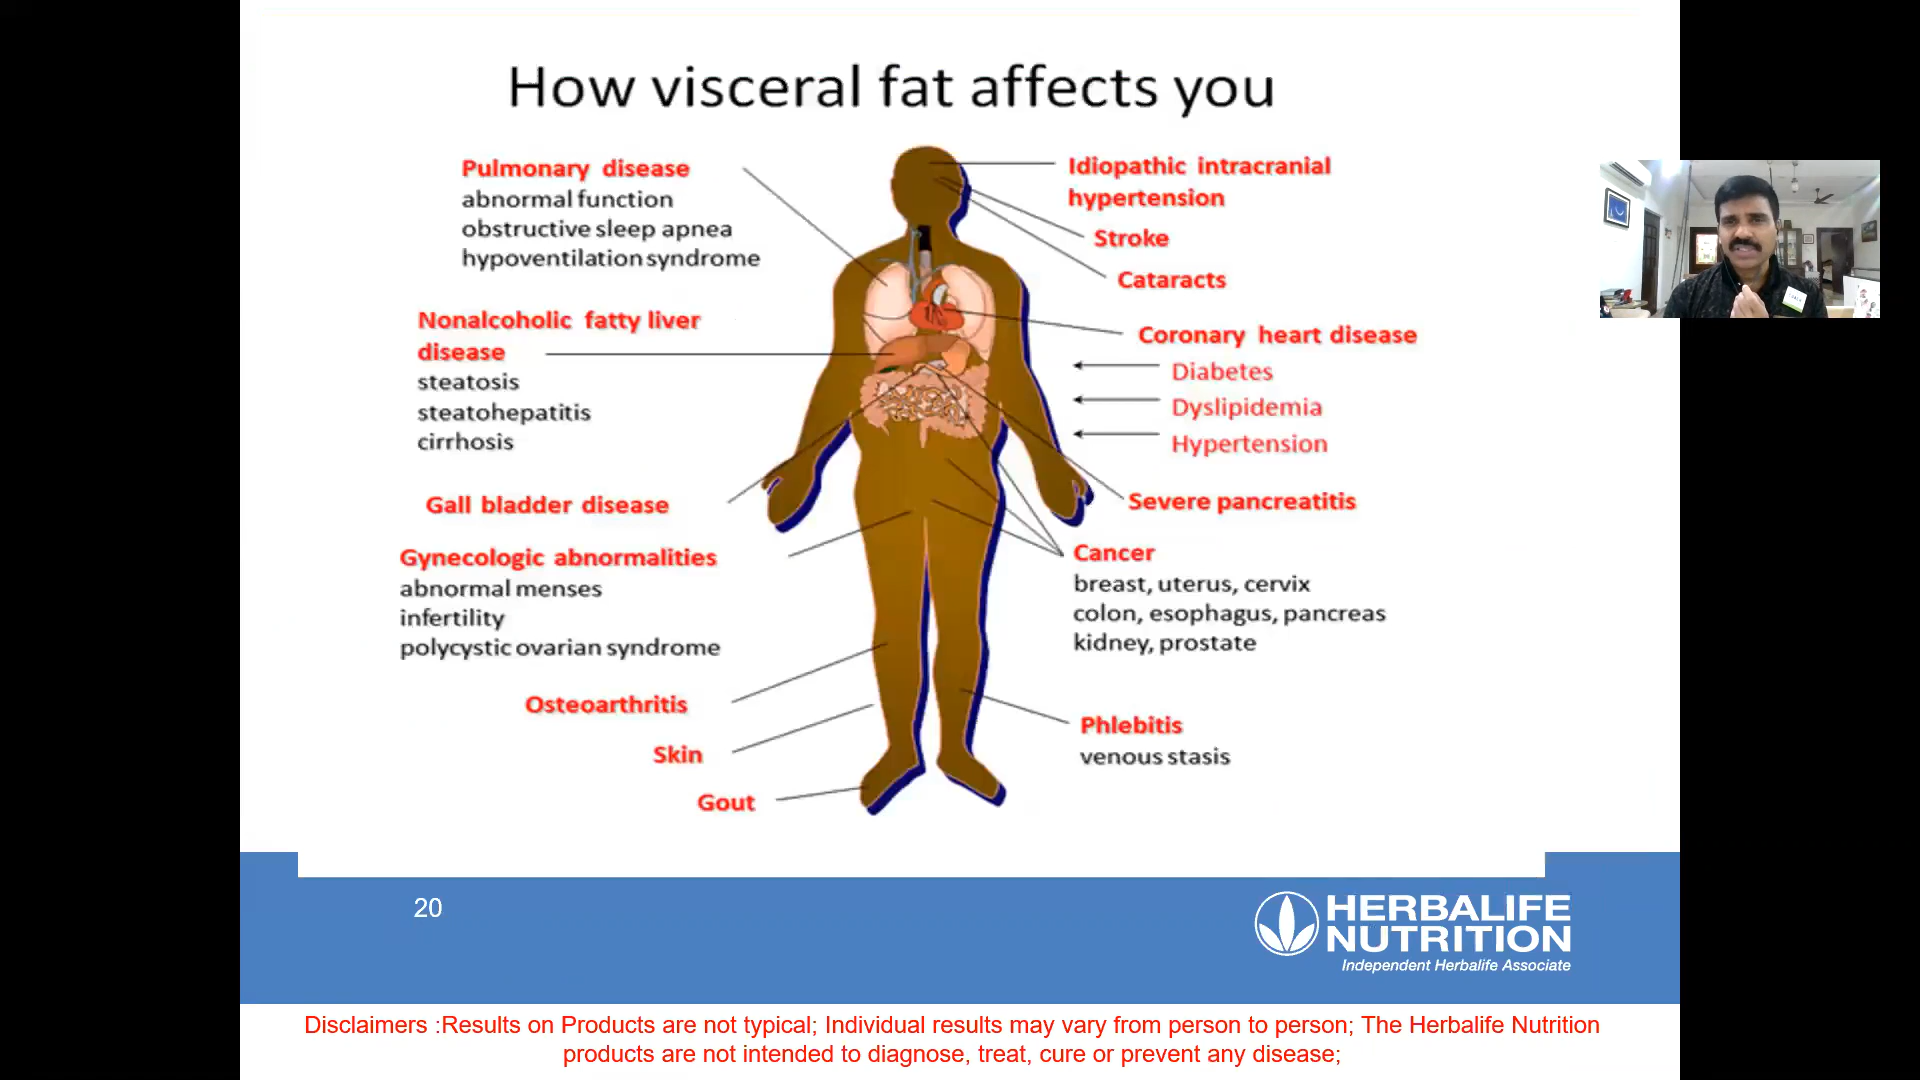 How visceral fat affects you
Pulmonary disease
abnormal function
obstructive sleep apnea
hypoventilation syndrome
Nonalcoholic fatty liver
disease
steatosis
steatohepatitis
cirrhosis
Gall bladder disease
Gynecologic abnormalities
abnormal menses
infertility
polycystic ovarian syndrome
Osteoarthritis
Skin
Gout
Idiopathic intracranial
hypertension
Stroke
Cataracts
Coronary heart disease
Diabetes
Dyslipidemia
Hypertension
Severe pancreatitis
Cancer
breast, uterus, cervix
colon, esophagus, pancreas
kidney, prostate
Phlebitis
venous stasis
20
HERBALIFE
NUTRITION
Independent Herbalife Associate
Disclaimers :Results on Products are not typical; Individual results may vary from person to person; The Herbalife Nutrition
products are not intended to diagnose, treat, cure or prevent any disease;